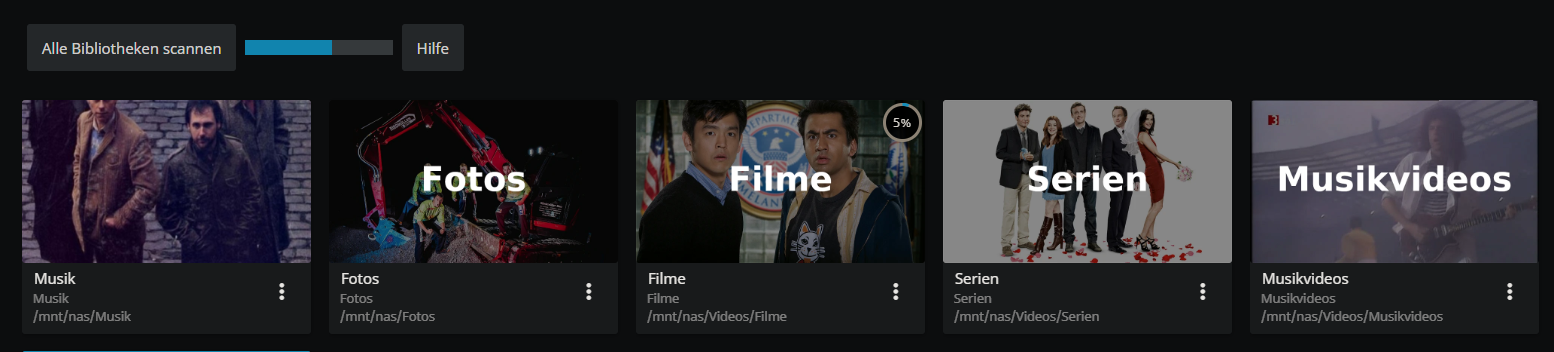 Alle Bibliotheken scannen
Hilfe
Fotos
5%
Filme
Serien
3
Musikvideos
Musik
Musik
/mnt/nas/Musik
Fotos
Fotos
/mnt/nas/Fotos
Filme
Filme
/mnt/nas/Videos/Filme
Serien
Serien
/mnt/nas/Videos/Serien
Musikvideos
Musikvideos
/mnt/nas/Videos/Musikvideos